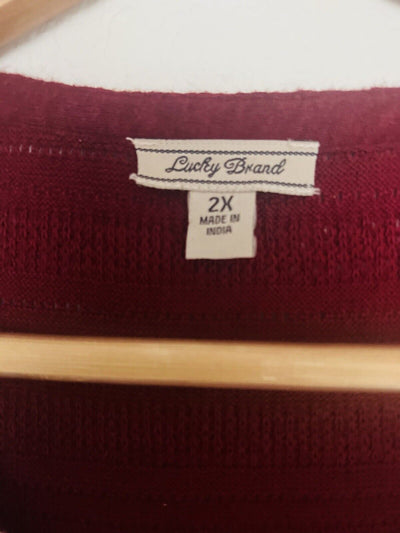 Lucky Brand
2X
MADE IN
INDIA